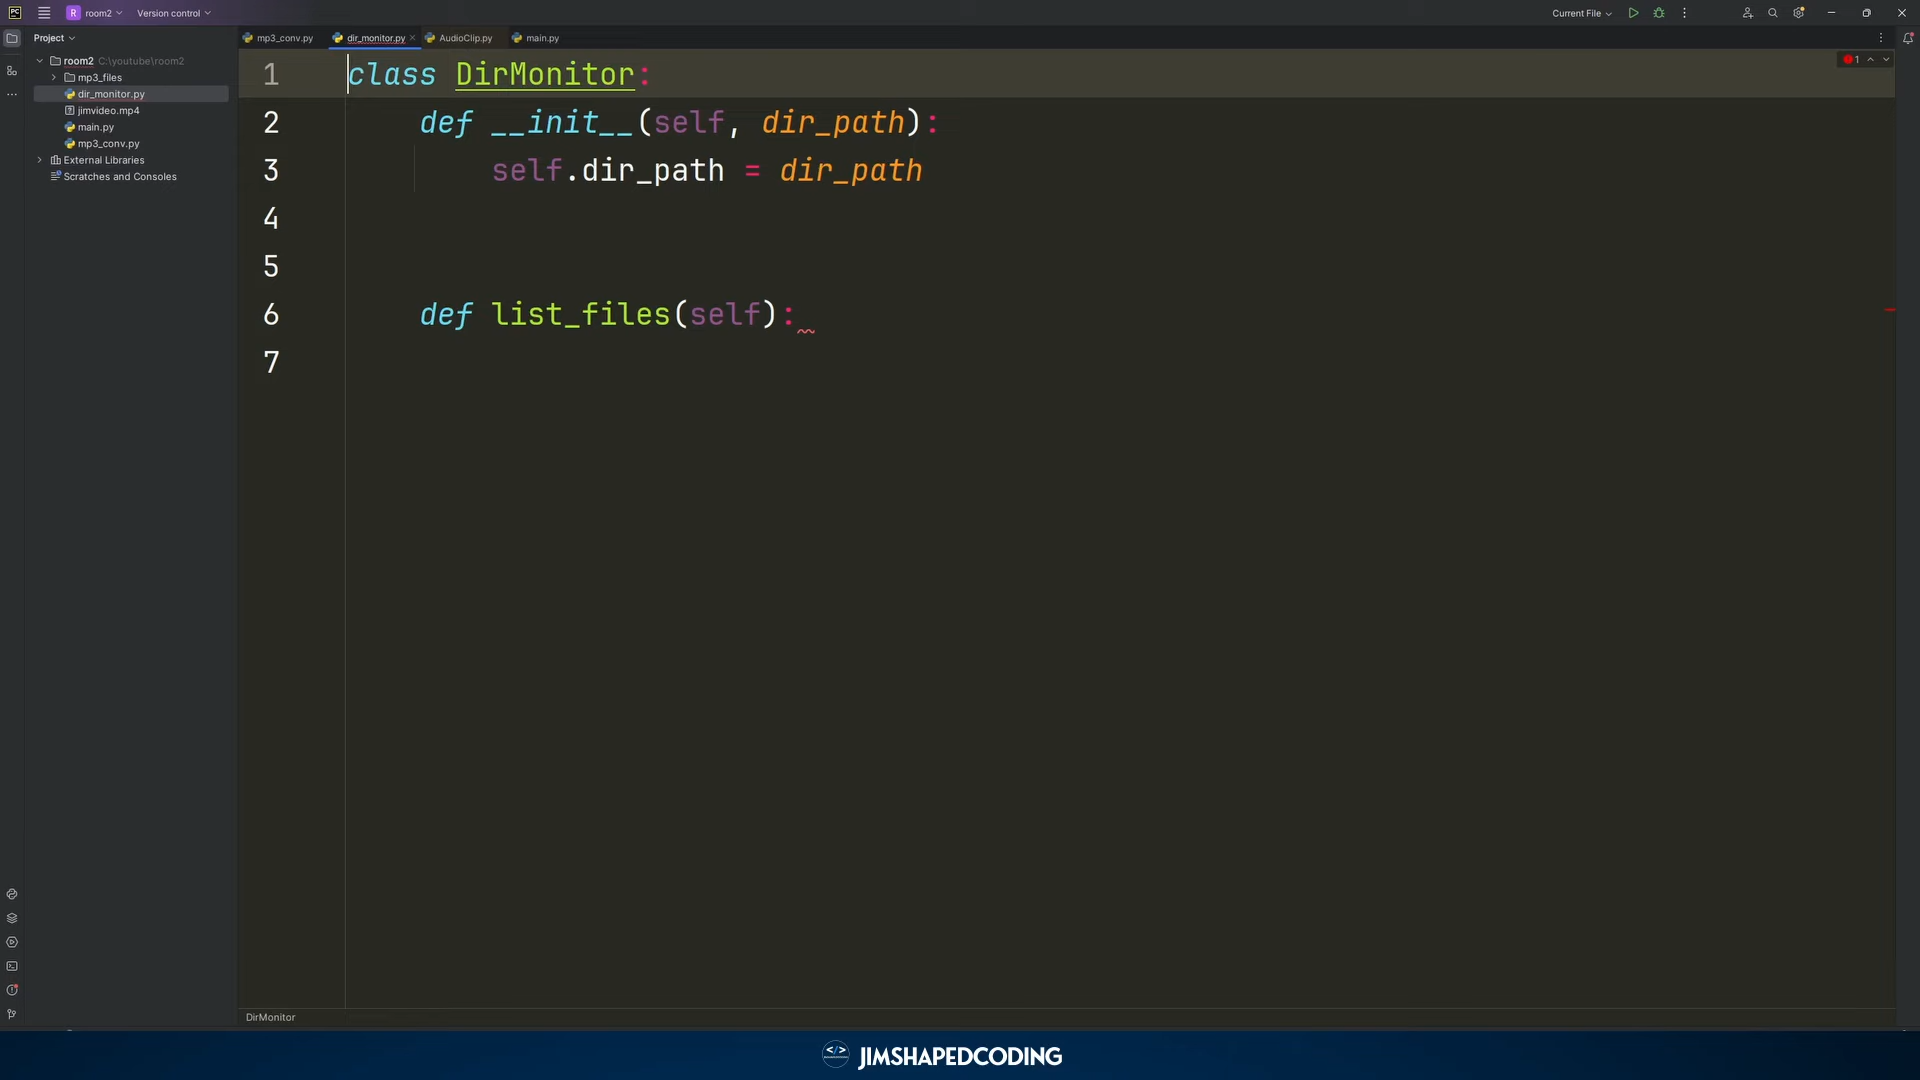 PC
R room2 Version control Current File
Project
room2 C:\youtube\room2
mp3_files
dir_monitor.py
jimvideo.mp4
main.py
mp3_conv.py
External Libraries
Scratches and Consoles
mp3_conv.py dir_monitor.py AudioClip.py main.py
1
1 class DirMonitor:
2 def __init__(self, dir_path):
3 self.dir_path = dir_path
4
5
6 def list_files(self):
7
DirMonitor
</> JIMSHAPEDCODING